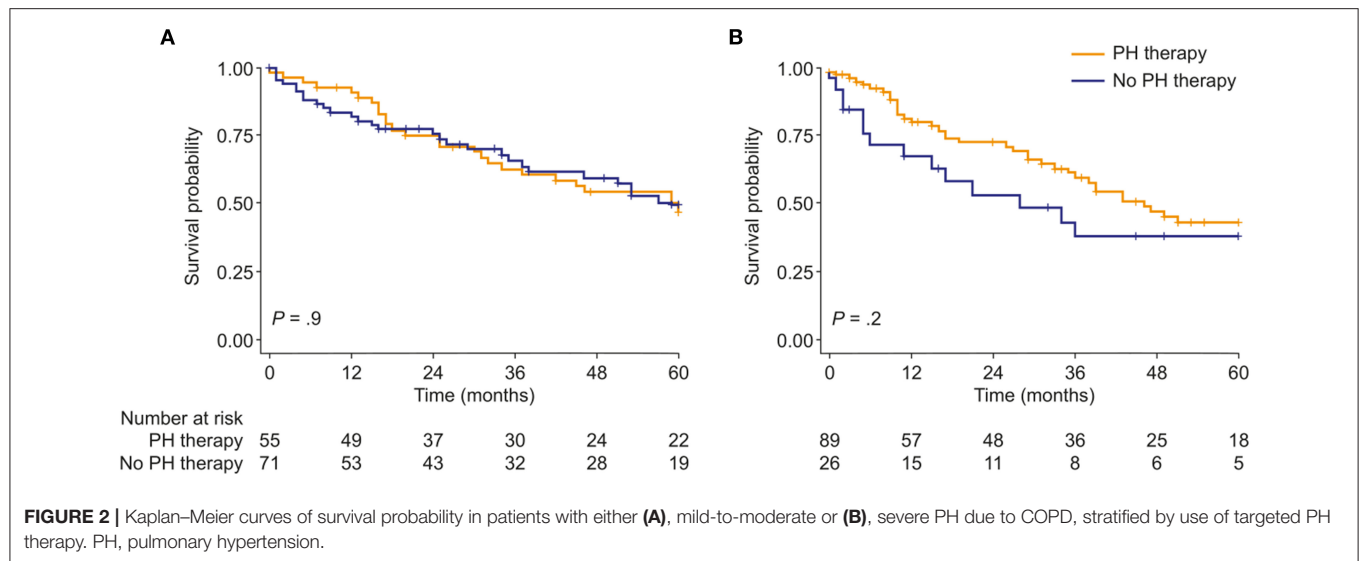 A
1.00
0.75
0.50
0.25
0.00
Survival probability
P = .9
0 12 24 36 48 60
Time (months)
B
PH therapy
No PH therapy
1.00
0.75
0.50
0.25
0.00
Survival probability
P = .2
0 12 24 36 48 60
Time (months)
Number at risk
PH therapy 55 49 37 30 24 22 89 57 48 36 25 18
No PH therapy 71 53 43 32 28 19 26 15 11 8 6 5
FIGURE 2 | Kaplan–Meier curves of survival probability in patients with either (A), mild-to-moderate or (B), severe PH due to COPD, stratified by use of targeted PH
therapy. PH, pulmonary hypertension.